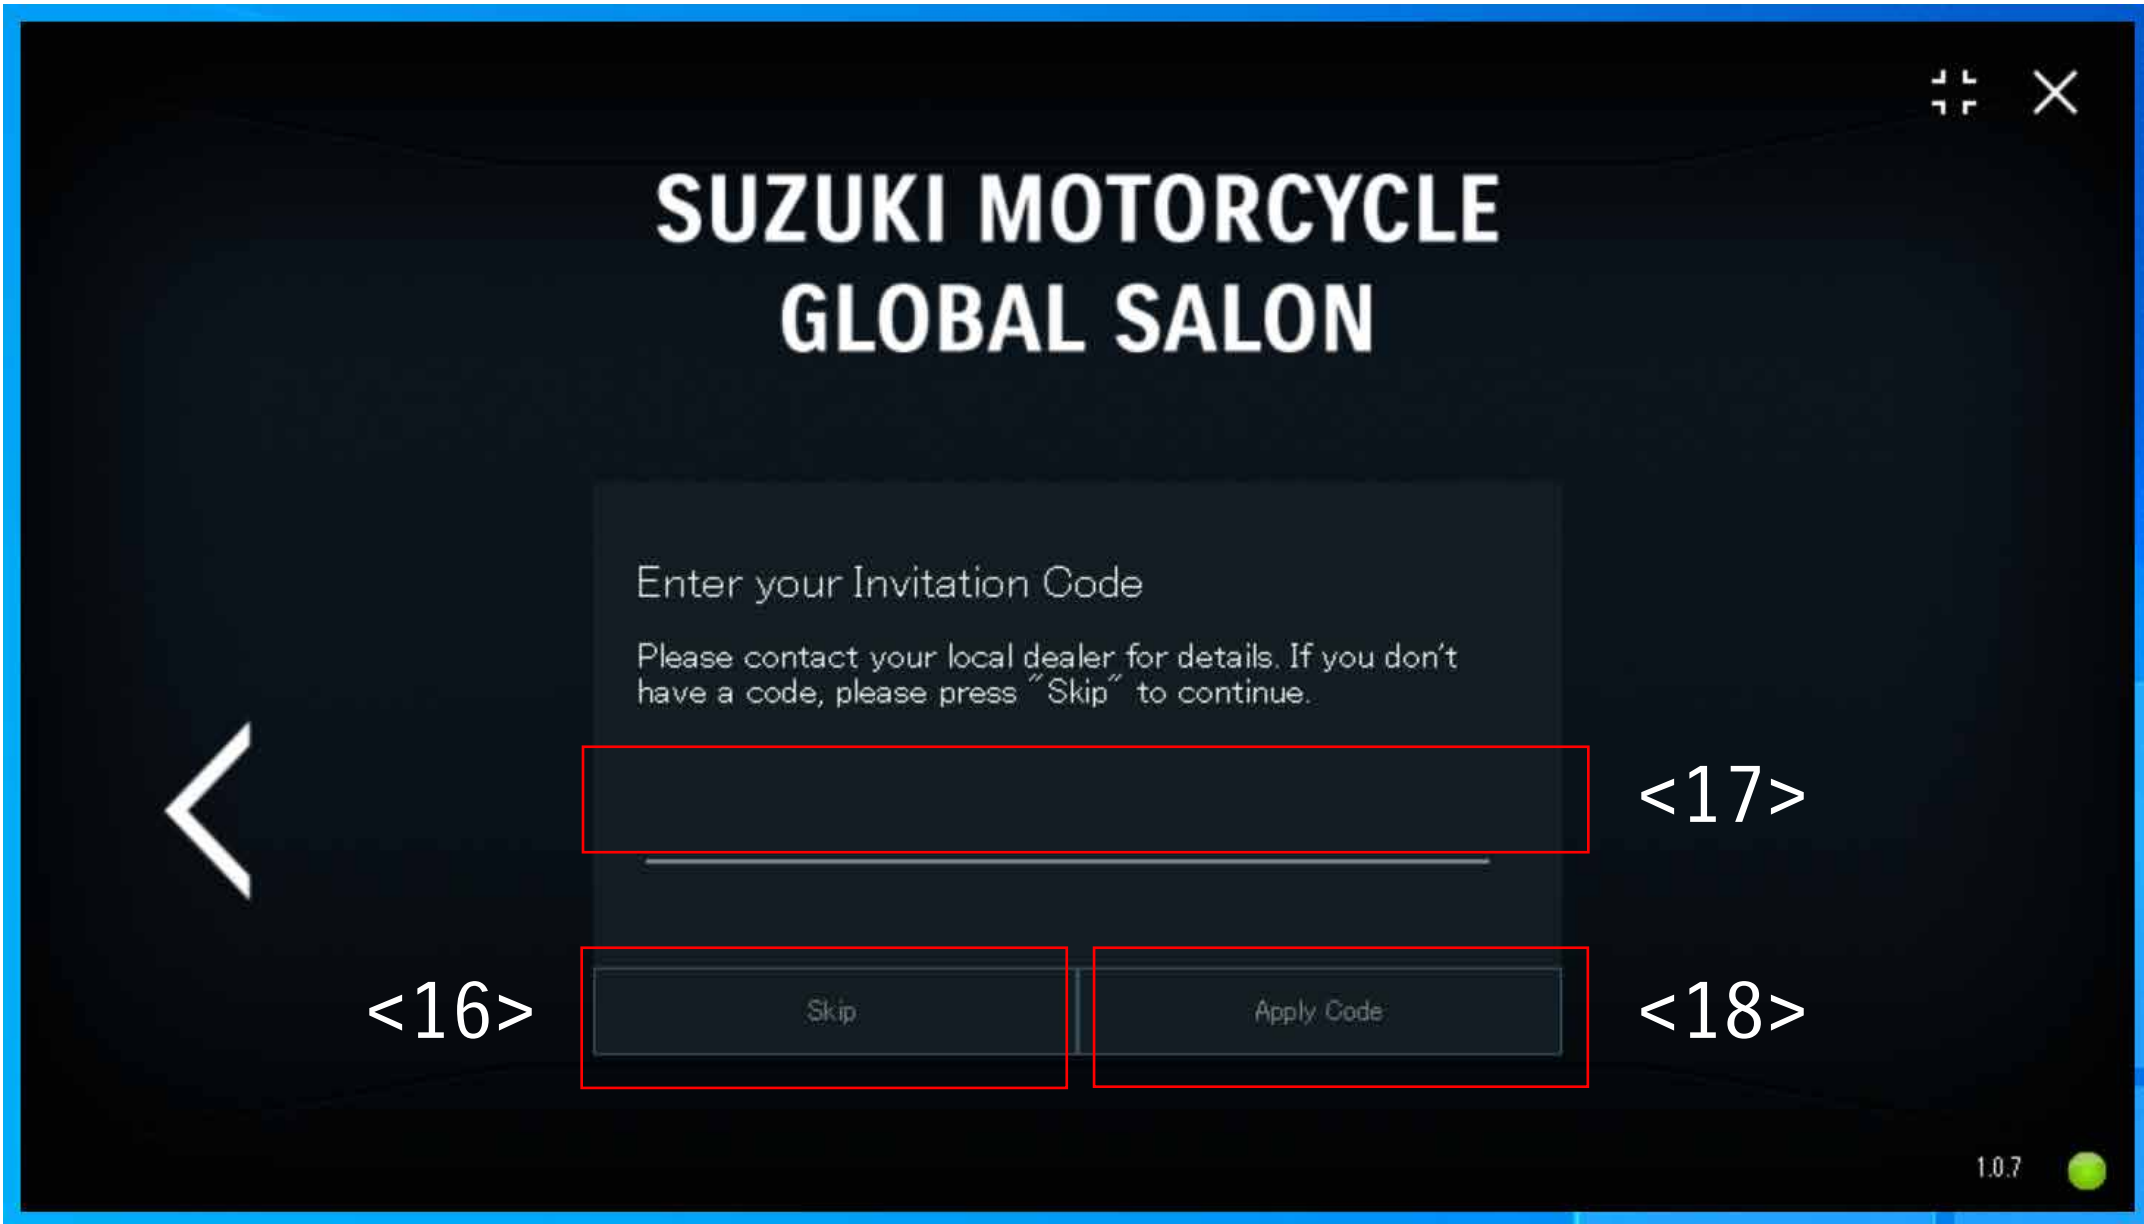 SUZUKI MOTORCYCLE
GLOBAL SALON
Enter your Invitation Code
Please contact your local dealer for details. If you don't
have a code, please press "Skip" to continue.
<17>
<16>
Skip
Apply Code
<18>
1.0.7